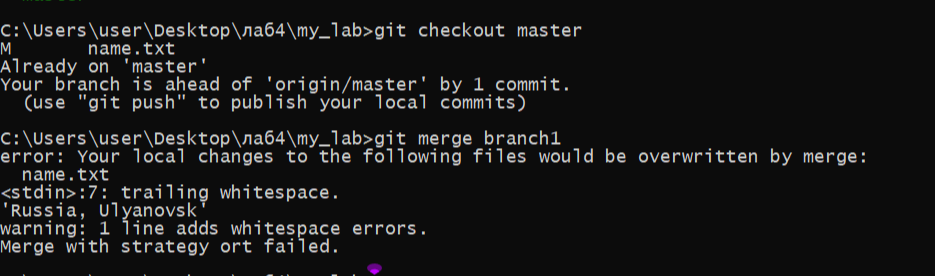 C:\Users\user\Desktop\лаб4\my_lab>git checkout master
M       name.txt
Already on 'master'
Your branch is ahead of 'origin/master' by 1 commit.
  (use "git push" to publish your local commits)
C:\Users\user\Desktop\лаб4\my_lab>git merge branch1
error: Your local changes to the following files would be overwritten by merge:
  name.txt
<stdin>:7: trailing whitespace.
'Russia, Ulyanovsk'
warning: 1 line adds whitespace errors.
Merge with strategy ort failed.